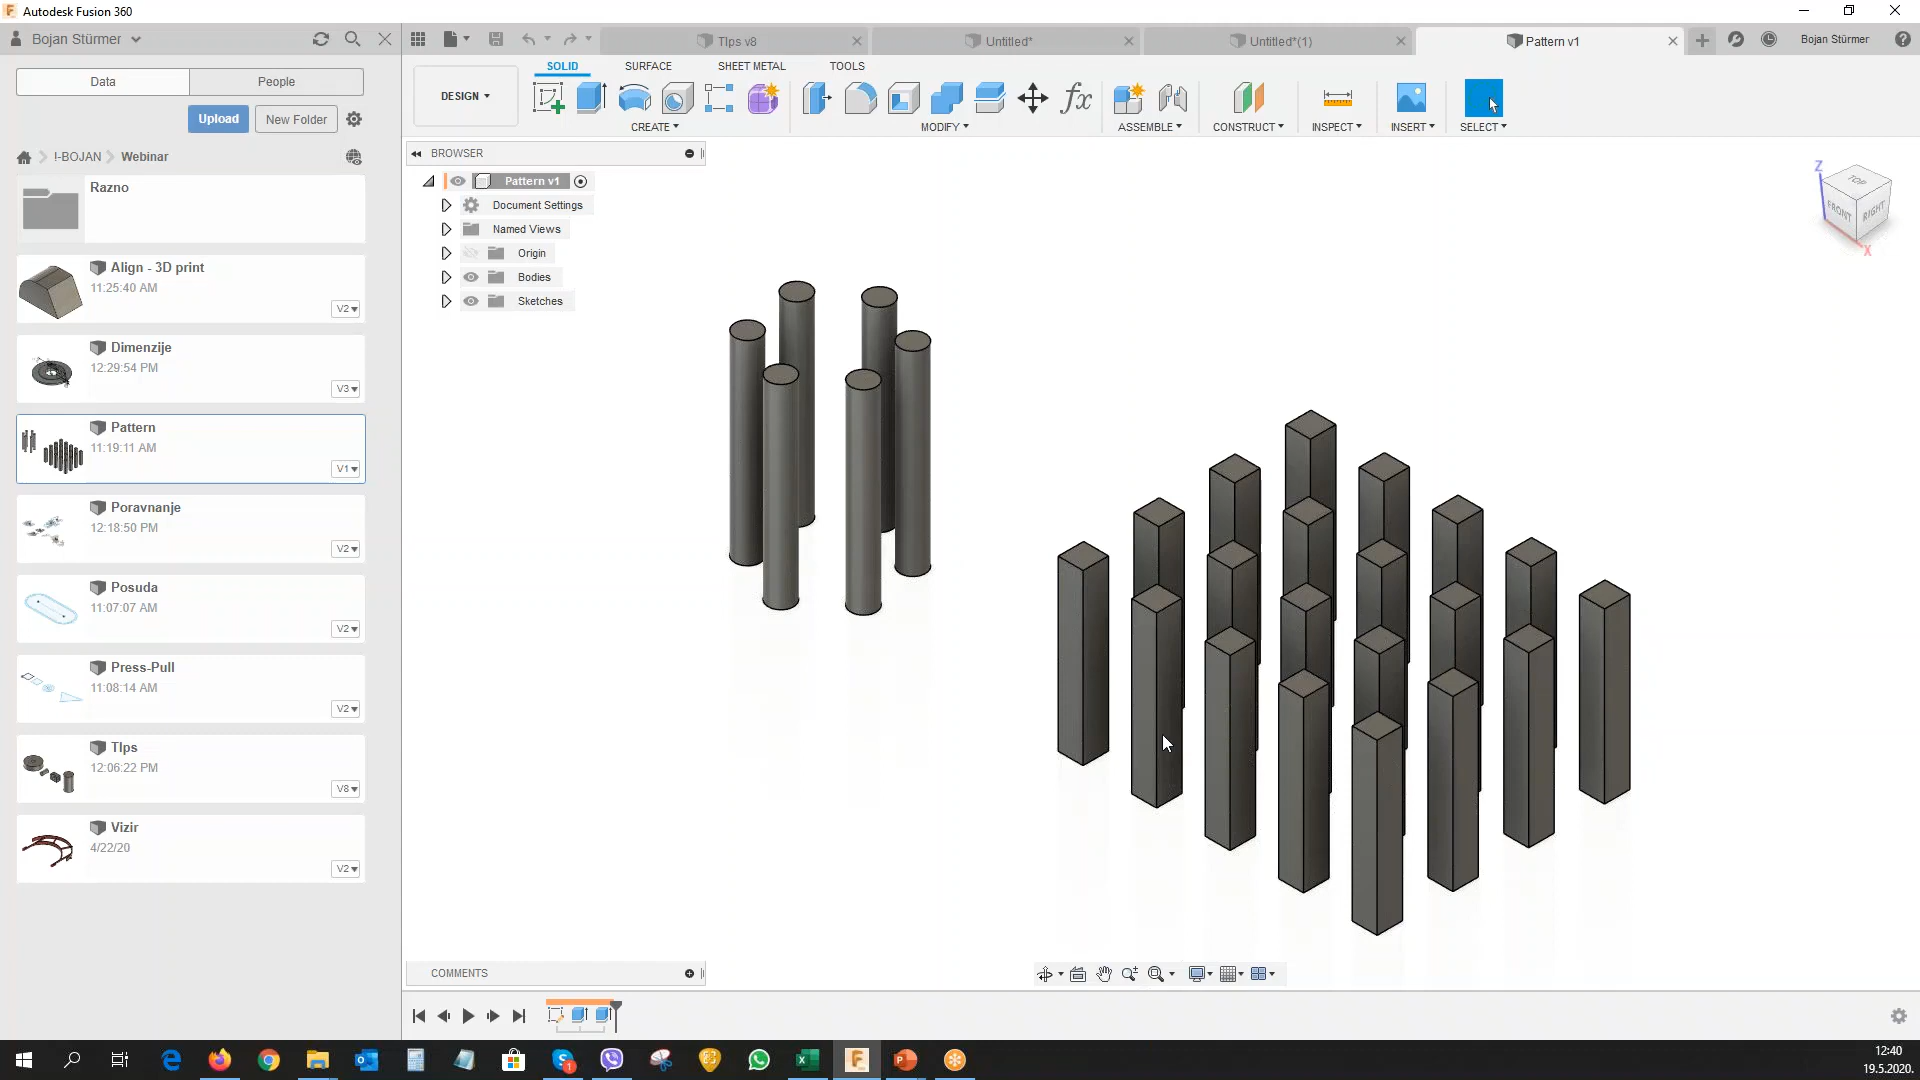 Autodesk Fusion 360
Bojan Stürmer
TIps v8
Untitled*
Untitled*(1)
Pattern v1
Bojan Stürmer
Data
People
SOLID
SURFACE
SHEET METAL
TOOLS
DESIGN
CREATE
MODIFY
ASSEMBLE
CONSTRUCT
INSPECT
INSERT
SELECT
Upload
New Folder
!-BOJAN
Webinar
BROWSER
Pattern v1
Document Settings
Named Views
Origin
Bodies
Sketches
Z
TOP
FRONT
RIGHT
X
Razno
Align - 3D print
11:25:40 AM
V2
Dimenzije
12:29:54 PM
V3
Pattern
11:19:11 AM
V1
Poravnanje
12:18:50 PM
V2
Posuda
11:07:07 AM
V2
Press-Pull
11:08:14 AM
V2
TIps
12:06:22 PM
V8
Vizir
4/22/20
V2
COMMENTS
12:40
19.5.2020.